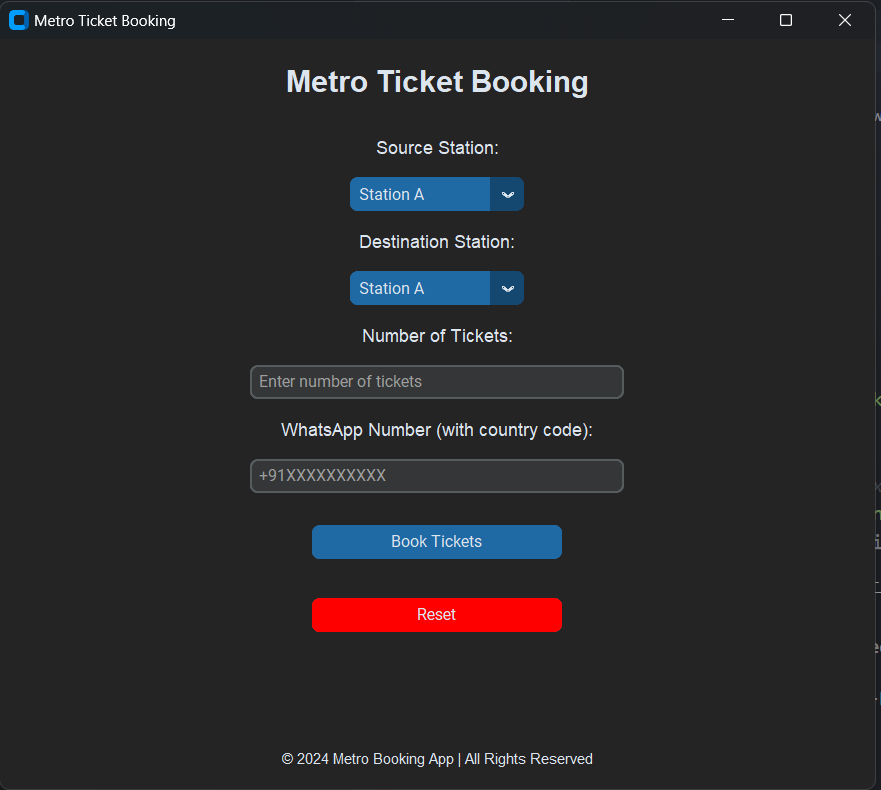 Metro Ticket Booking
Metro Ticket Booking
Source Station:
Station A
Destination Station:
Station A
Number of Tickets:
Enter number of tickets
WhatsApp Number (with country code):
+91XXXXXXXXXX
Book Tickets
Reset
© 2024 Metro Booking App | All Rights Reserved